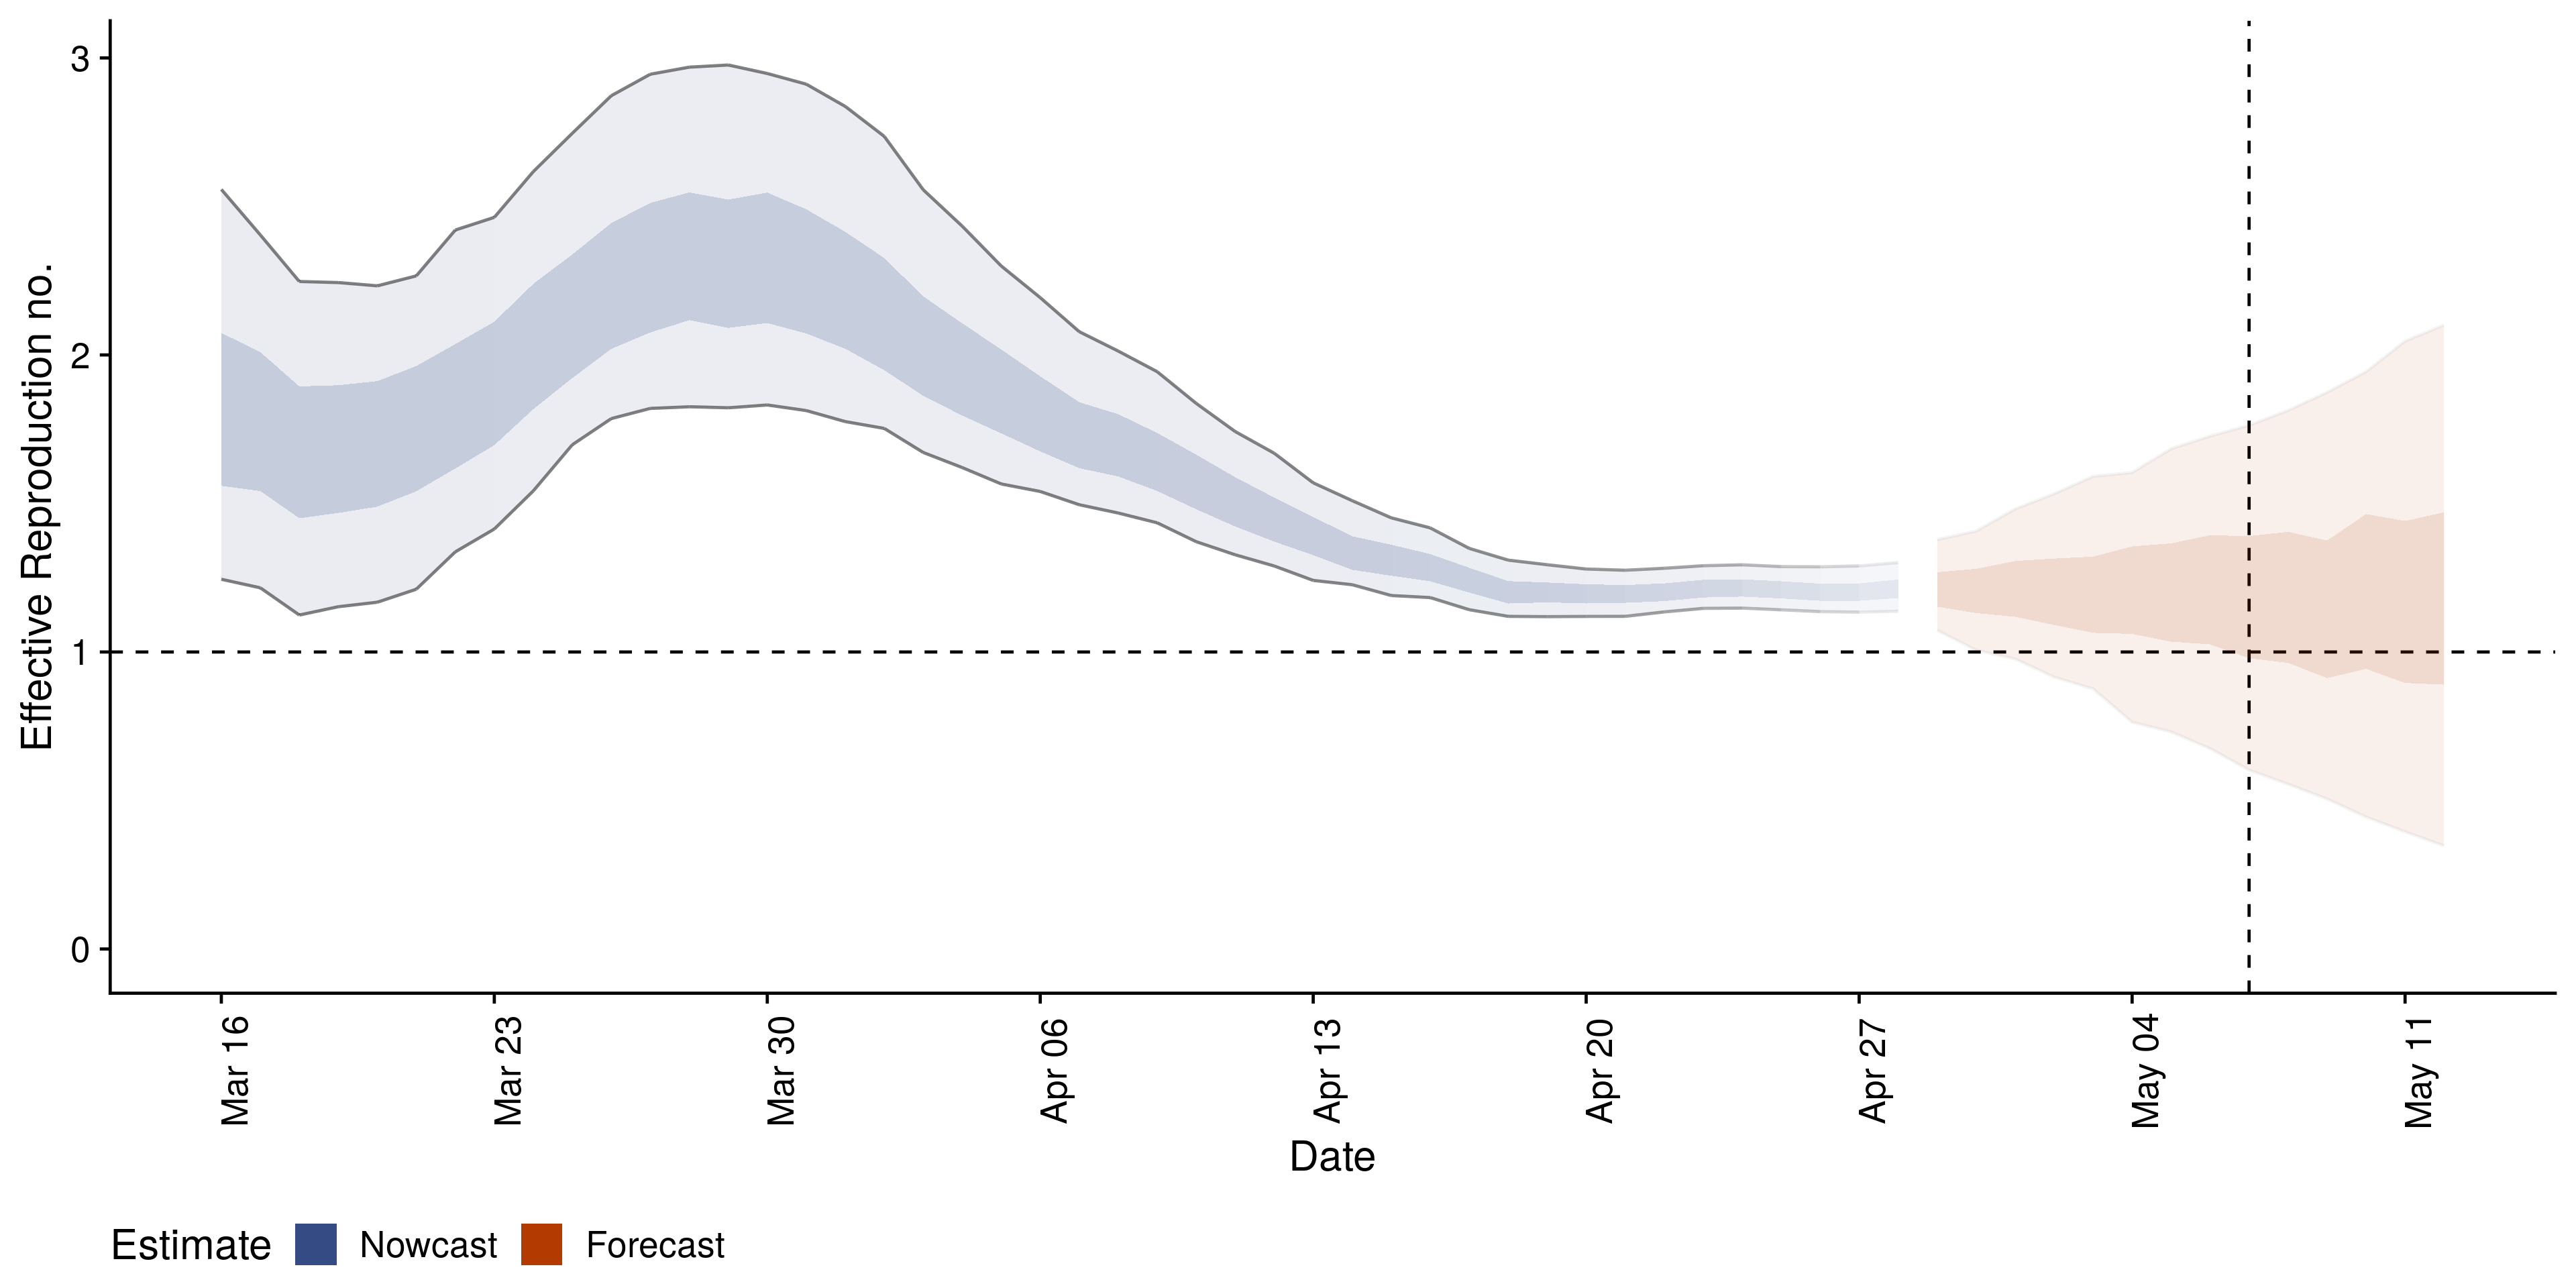 Effective Reproduction no.
3
2
1
0
Mar 16
Mar 23
Mar 30
Apr 06
Apr 13
Apr 20
Apr 27
May 04
May 11
Date
Estimate Nowcast Forecast